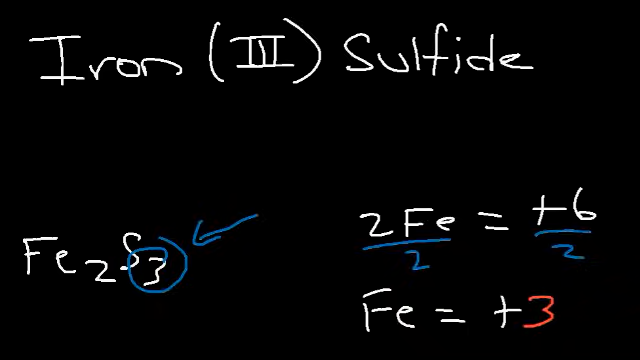 Iron (III) Sulfide
2Fe = +6
2 2
Fe₂S₃
Fe = +3